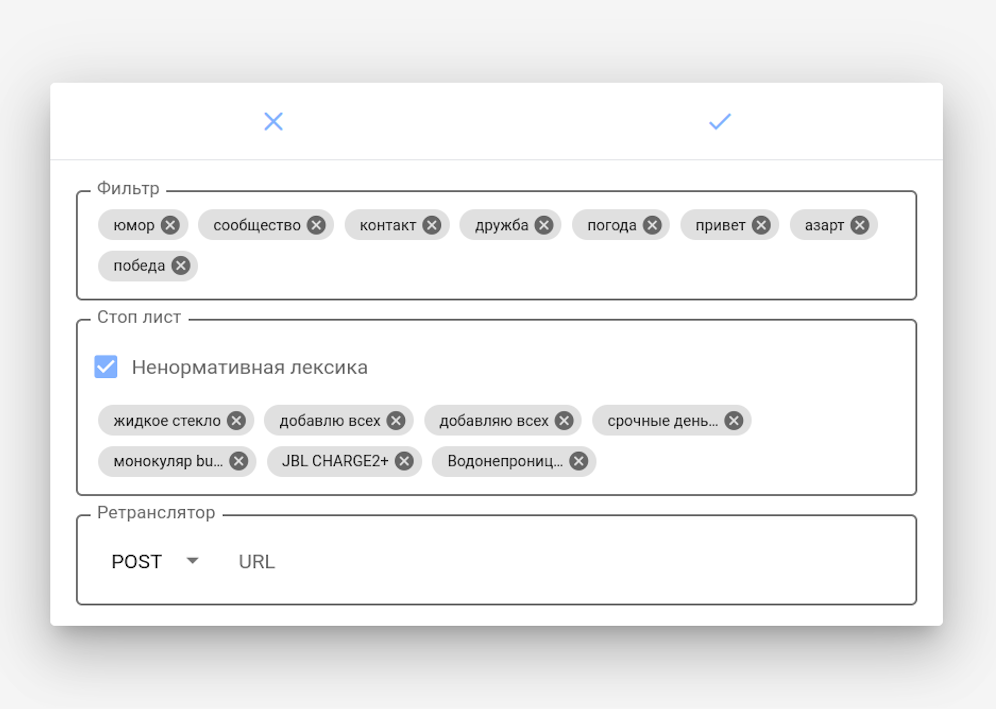 Фильтр
юмор сообщество контакт дружба погода привет азарт
победа
Стоп лист
Ненормативная лексика
жидкое стекло добавлю всех добавляю всех срочные день...
монокуляр bu... JBL CHARGE2+ Водонепрониц...
Ретранслятор
POST URL